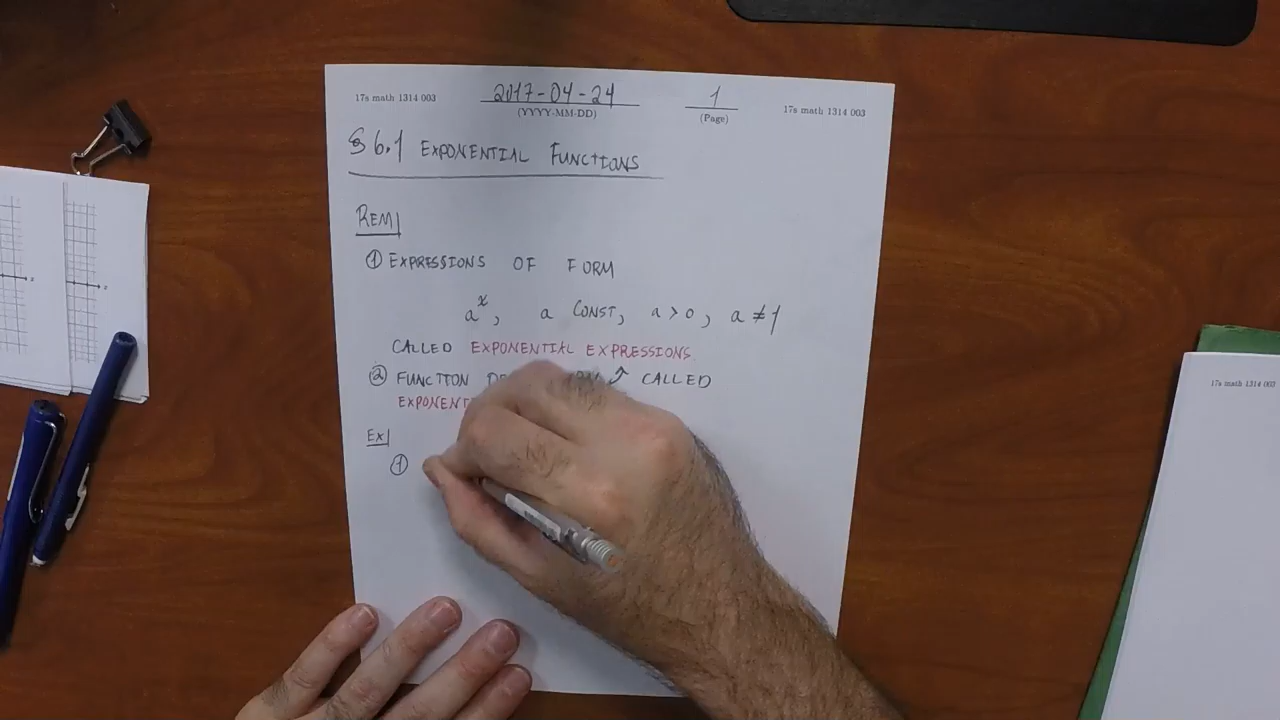 17s math 1314 003 2017-04-24 1 17s math 1314 003
(YYYY-MM-DD) (Page)
§6.1 EXPONENTIAL FUNCTIONS
REM
① EXPRESSIONS OF FORM
aˣ, a CONST, a > 0, a ≠ 1
CALLED EXPONENTIAL EXPRESSIONS
② FUNCTION CALLED
Ex
①
17s math 1314 003